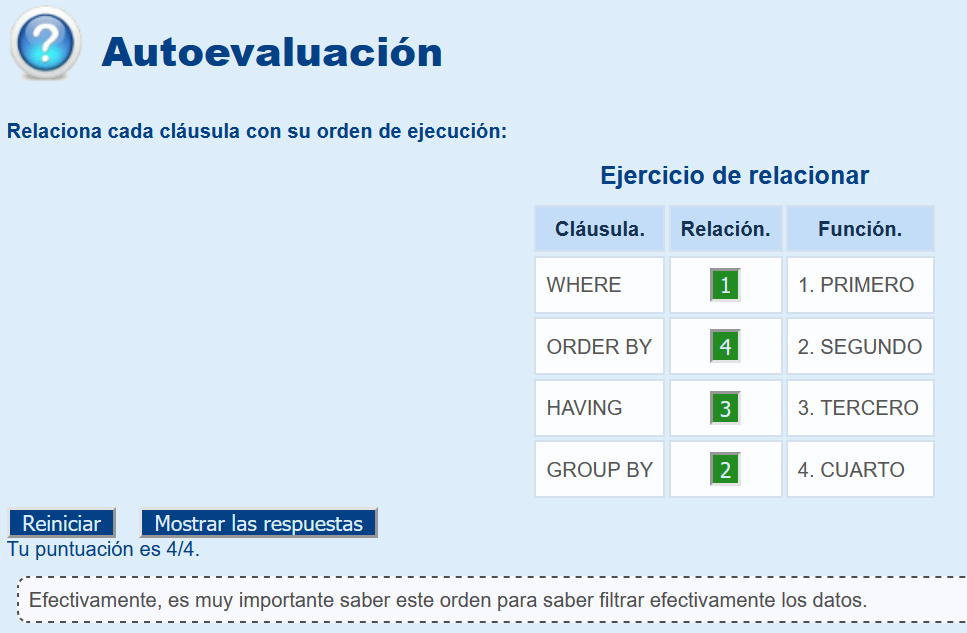 ?
Autoevaluación
Relaciona cada cláusula con su orden de ejecución:
Ejercicio de relacionar
Cláusula. Relación. Función.
WHERE 1 1. PRIMERO
ORDER BY 4 2. SEGUNDO
HAVING 3 3. TERCERO
GROUP BY 2 4. CUARTO
Reiniciar Mostrar las respuestas
Tu puntuación es 4/4.
Efectivamente, es muy importante saber este orden para saber filtrar efectivamente los datos.